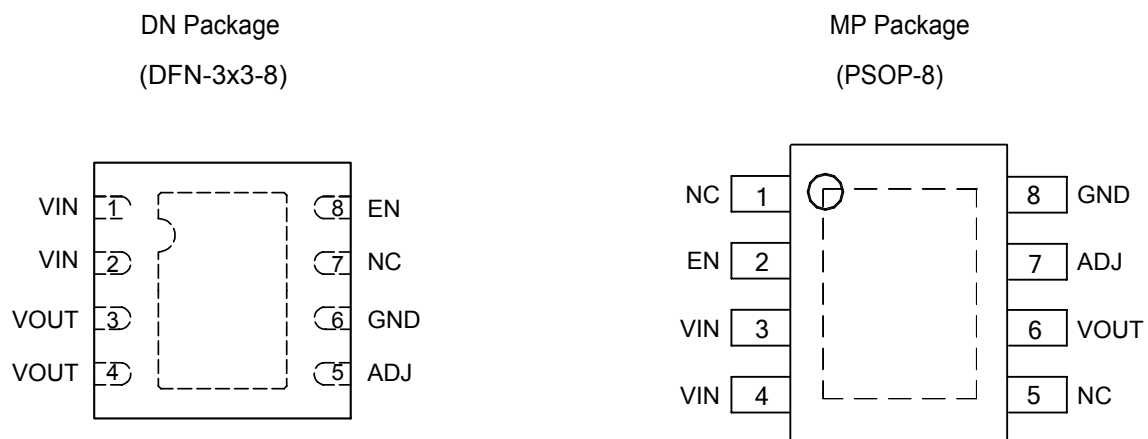 DN Package
(DFN-3x3-8)
VIN 1 8 EN
VIN 2 7 NC
VOUT 3 6 GND
VOUT 4 5 ADJ
MP Package
(PSOP-8)
NC 1 8 GND
EN 2 7 ADJ
VIN 3 6 VOUT
VIN 4 5 NC